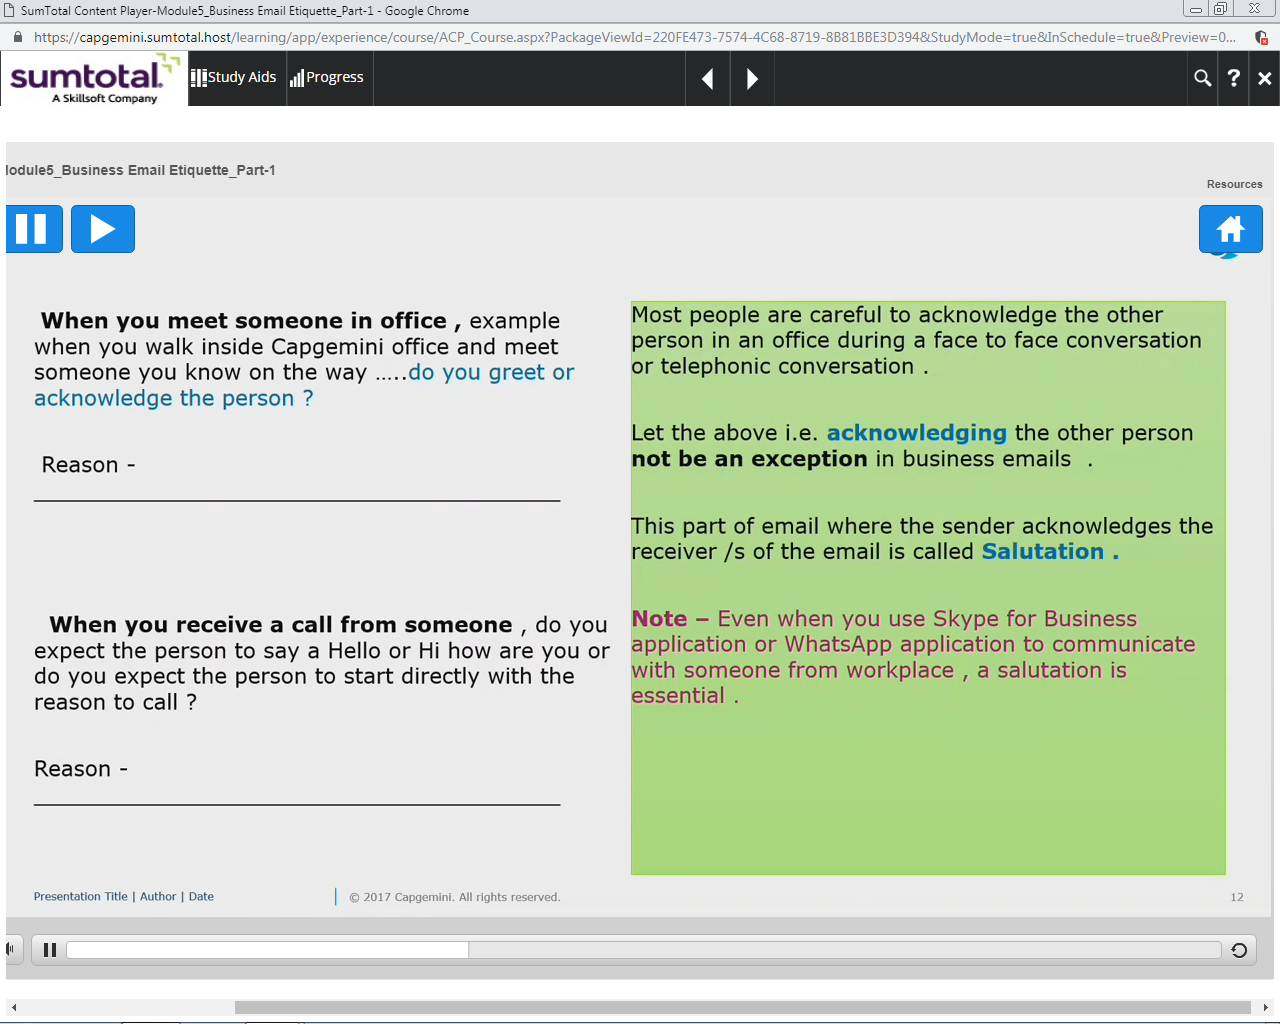 SumTotal Content Player-Module5_Business Email Etiquette_Part-1 - Google Chrome
https://capgemini.sumtotal.host/learning/app/experience/course/ACP_Course.aspx?PackageViewId=220FE473-7574-4C68-8719-8B81BBE3D394&StudyMode=true&InSchedule=true&Preview=0...
sumtotal.
A Skillsoft Company
Study Aids
Progress
odule5_Business Email Etiquette_Part-1
Resources
When you meet someone in office , example
when you walk inside Capgemini office and meet
someone you know on the way …..do you greet or
acknowledge the person ?
Reason -
When you receive a call from someone , do you
expect the person to say a Hello or Hi how are you or
do you expect the person to start directly with the
reason to call ?
Reason -
Most people are careful to acknowledge the other
person in an office during a face to face conversation
or telephonic conversation .
Let the above i.e. acknowledging the other person
not be an exception in business emails .
This part of email where the sender acknowledges the
receiver /s of the email is called Salutation .
Note – Even when you use Skype for Business
application or WhatsApp application to communicate
with someone from workplace , a salutation is
essential .
Presentation Title | Author | Date
© 2017 Capgemini. All rights reserved.
12